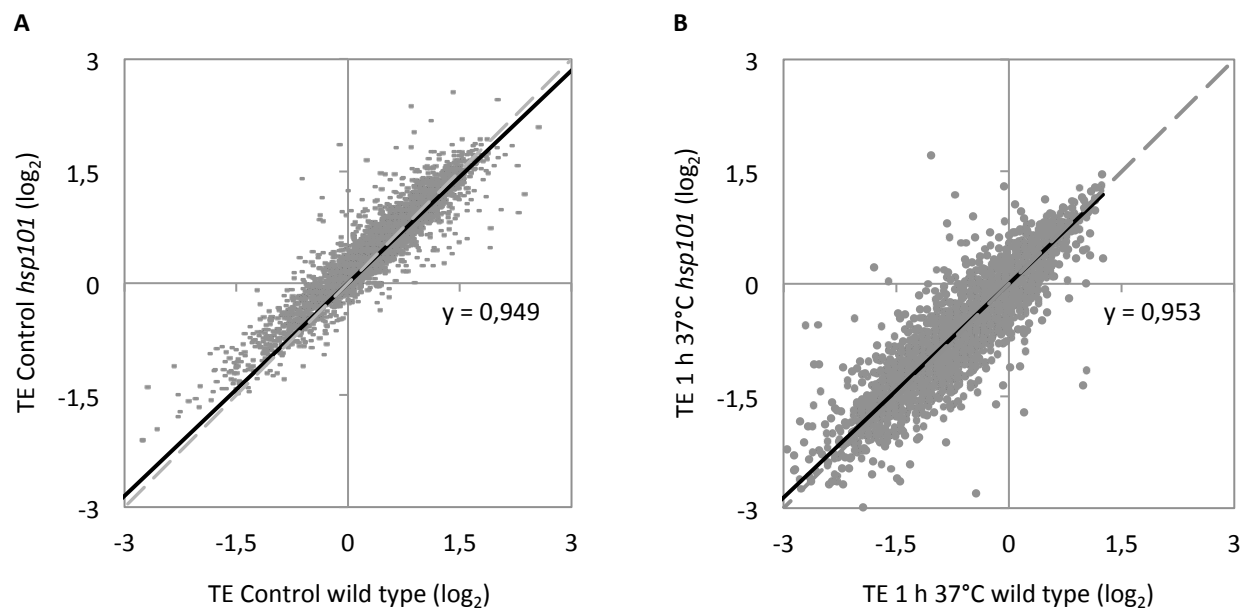 A
3
1,5
0
-1,5
-3
-3
-1,5
0
1,5
3
TE Control hsp101 (log2)
TE Control wild type (log2)
y = 0,949
B
3
1,5
0
-1,5
-3
-3
-1,5
0
1,5
3
TE 1 h 37°C hsp101 (log2)
TE 1 h 37°C wild type (log2)
y = 0,953